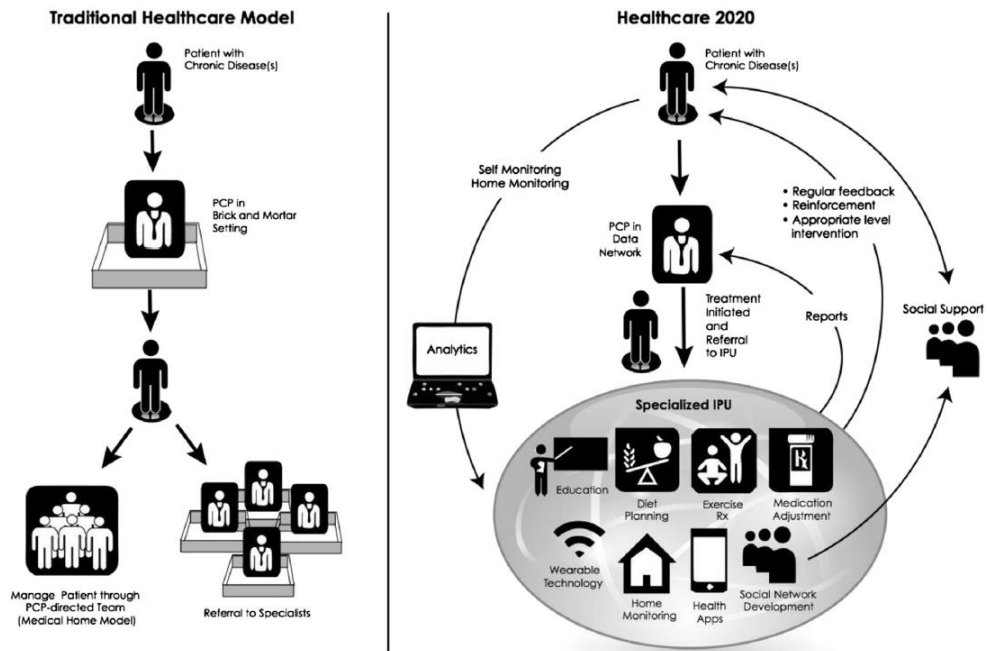 Traditional Healthcare Model
Patient with
Chronic Disease(s)
PCP in
Brick and Mortar
Setting
Manage Patient through
PCP-directed Team
(Medical Home Model)
Referral to Specialists
Healthcare 2020
Patient with
Chronic Disease(s)
Self Monitoring
Home Monitoring
• Regular feedback
• Reinforcement
• Appropriate level
intervention
PCP in
Data
Network
Treatment
Initiated
and
Referral
to IPU
Reports
Social Support
Analytics
Specialized IPU
Education
Diet
Planning
Exercise
Rx
Rx
Medication
Adjustment
Wearable
Technology
Home
Monitoring
Health
Apps
Social Network
Development